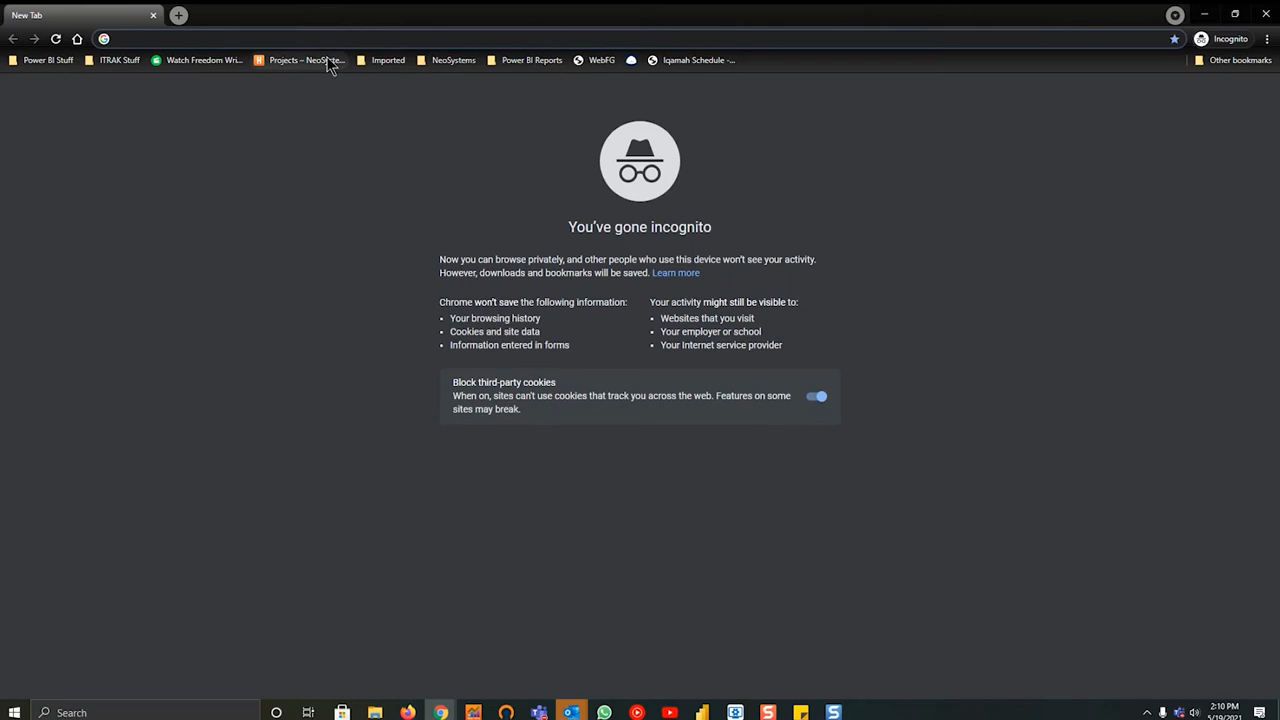 New Tab
Incognito
Power BI Stuff ITRAK Stuff Watch Freedom Wri... Projects – NeoSyste... Imported NeoSystems Power BI Reports WebFG Iqamah Schedule -... Other bookmarks
You've gone incognito
Now you can browse privately, and other people who use this device won't see your activity.
However, downloads and bookmarks will be saved. Learn more
Chrome won't save the following information:
• Your browsing history
• Cookies and site data
• Information entered in forms
Your activity might still be visible to:
• Websites that you visit
• Your employer or school
• Your Internet service provider
Block third-party cookies
When on, sites can't use cookies that track you across the web. Features on some
sites may break.
Search
2:10 PM
5/19/2021